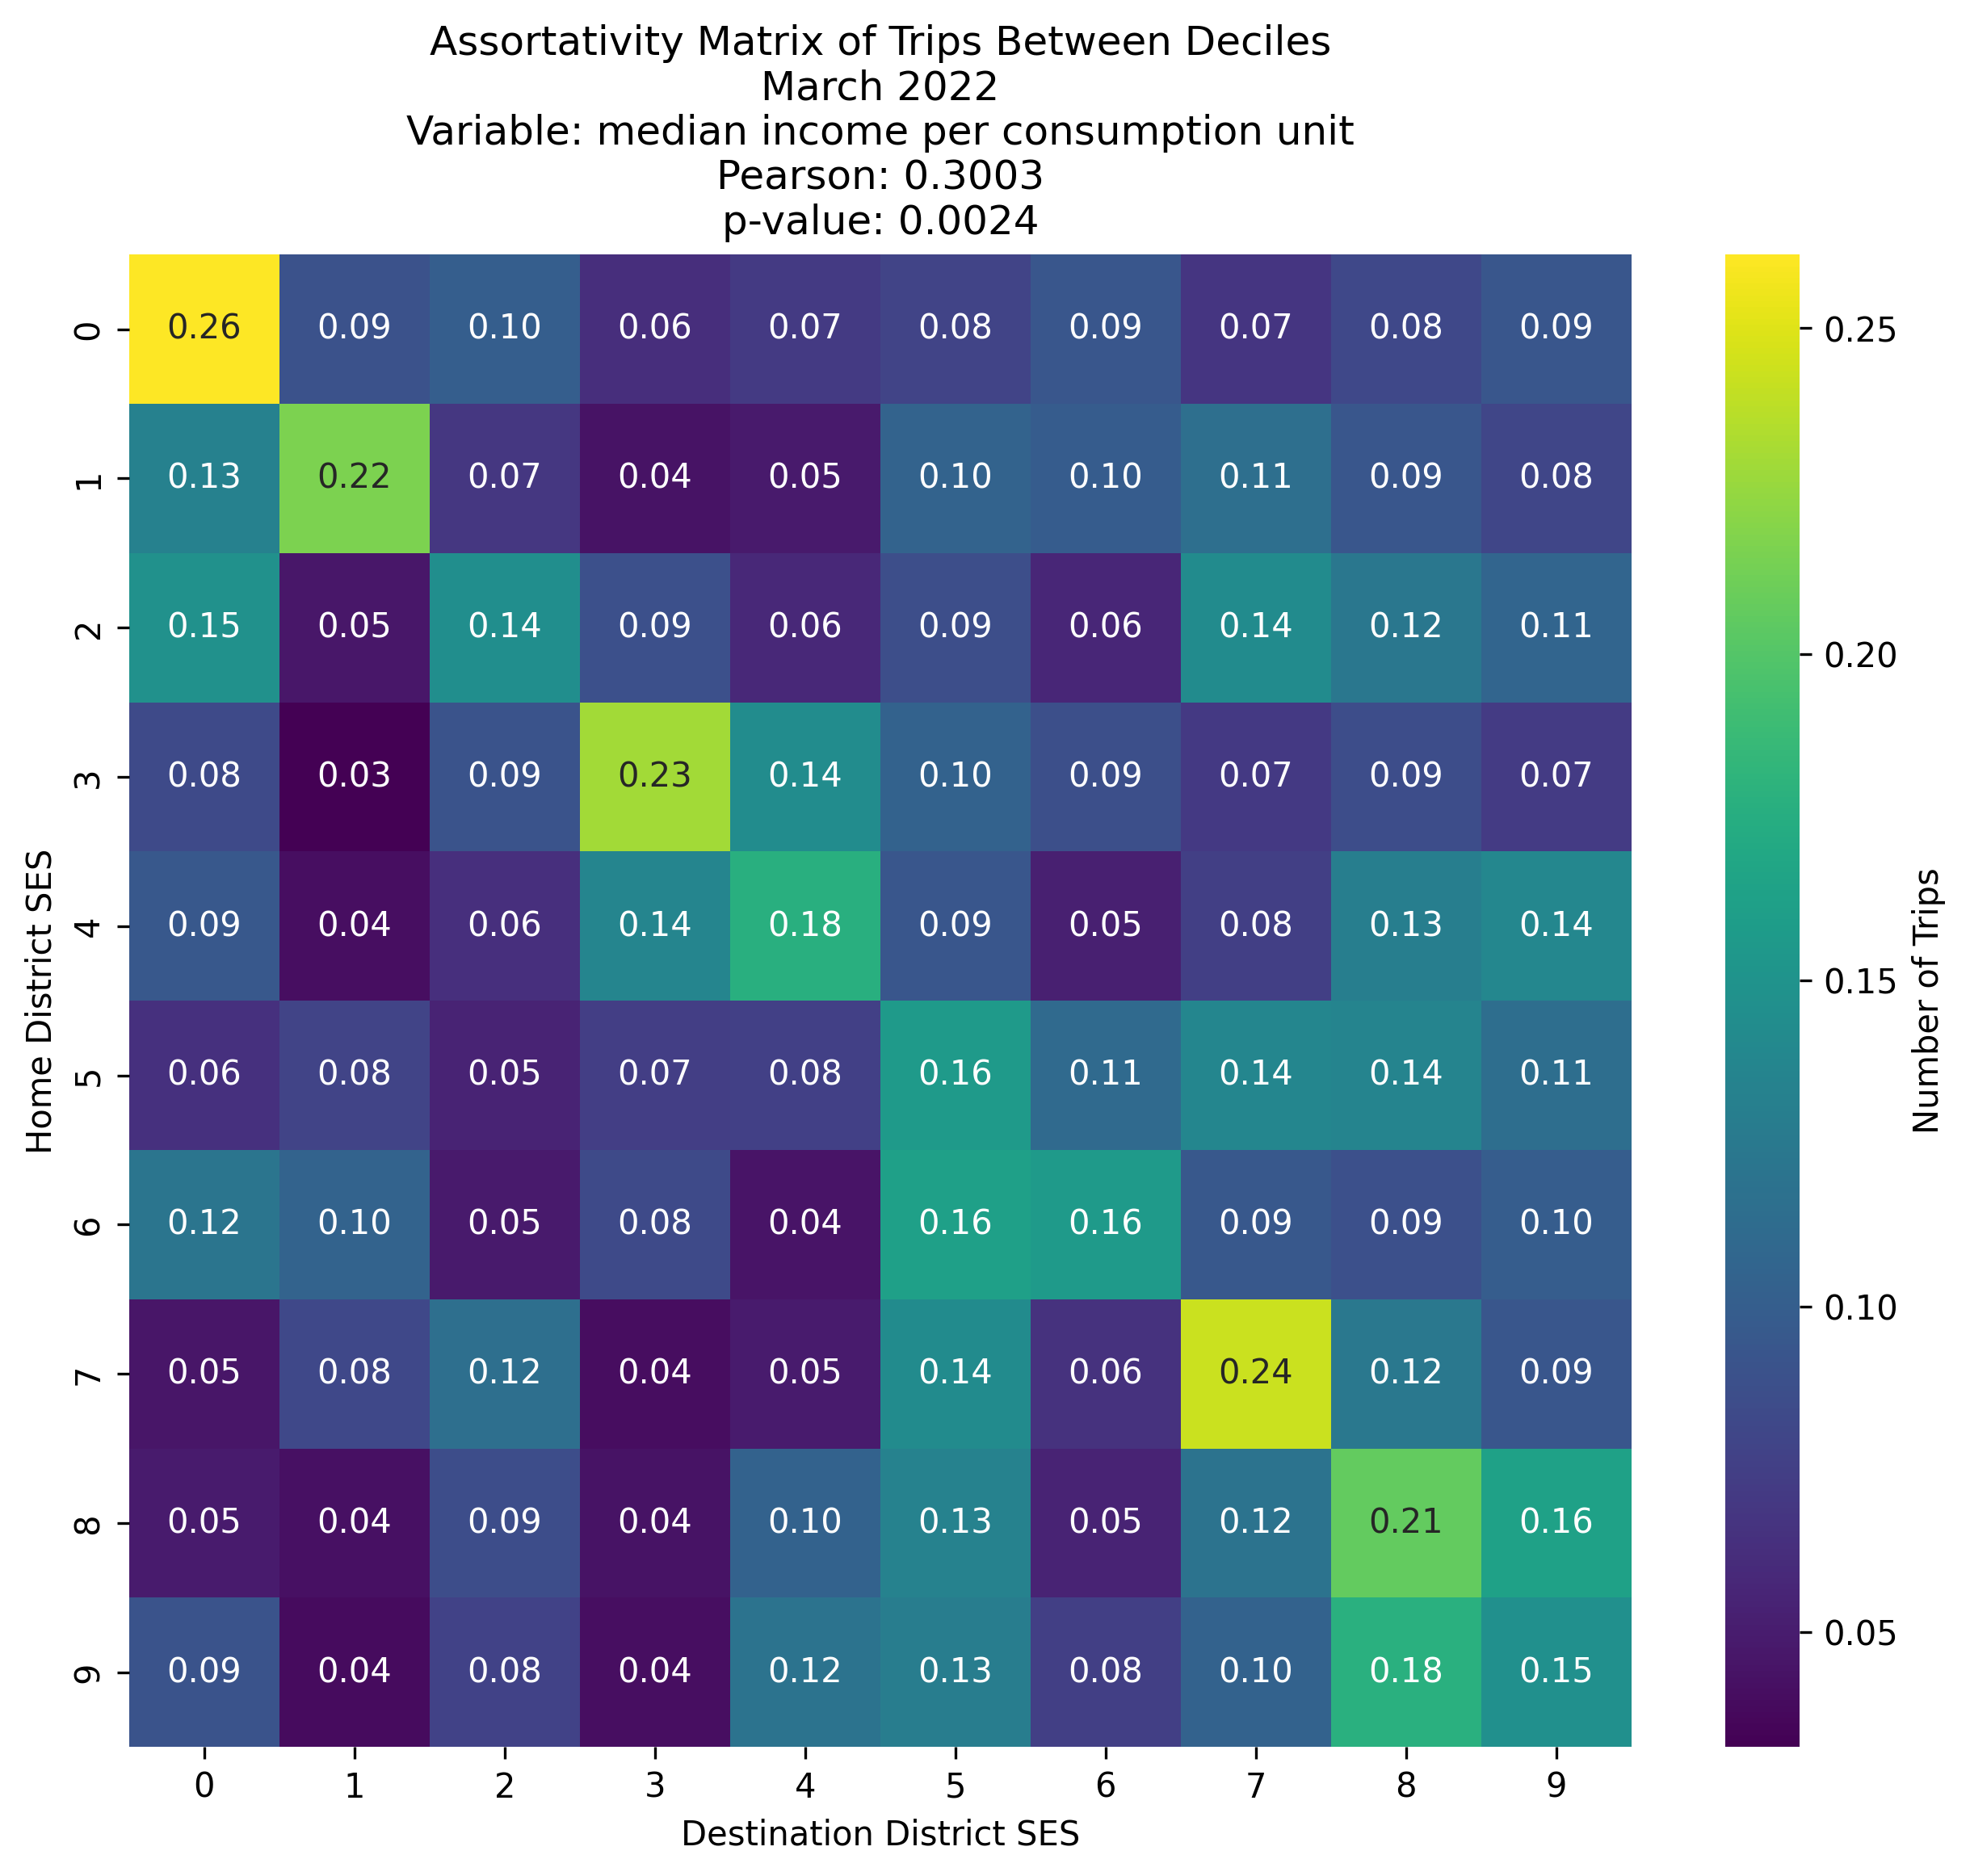 Assortativity Matrix of Trips Between Deciles
March 2022
Variable: median income per consumption unit
Pearson: 0.3003
p-value: 0.0024
0 0.26 0.09 0.10 0.06 0.07 0.08 0.09 0.07 0.08 0.09
1 0.13 0.22 0.07 0.04 0.05 0.10 0.10 0.11 0.09 0.08
2 0.15 0.05 0.14 0.09 0.06 0.09 0.06 0.14 0.12 0.11
3 0.08 0.03 0.09 0.23 0.14 0.10 0.09 0.07 0.09 0.07
4 0.09 0.04 0.06 0.14 0.18 0.09 0.05 0.08 0.13 0.14
5 0.06 0.08 0.05 0.07 0.08 0.16 0.11 0.14 0.14 0.11
6 0.12 0.10 0.05 0.08 0.04 0.16 0.16 0.09 0.09 0.10
7 0.05 0.08 0.12 0.04 0.05 0.14 0.06 0.24 0.12 0.09
8 0.05 0.04 0.09 0.04 0.10 0.13 0.05 0.12 0.21 0.16
9 0.09 0.04 0.08 0.04 0.12 0.13 0.08 0.10 0.18 0.15
0 1 2 3 4 5 6 7 8 9
Destination District SES
Home District SES
0.25
0.20
0.15
0.10
0.05
Number of Trips